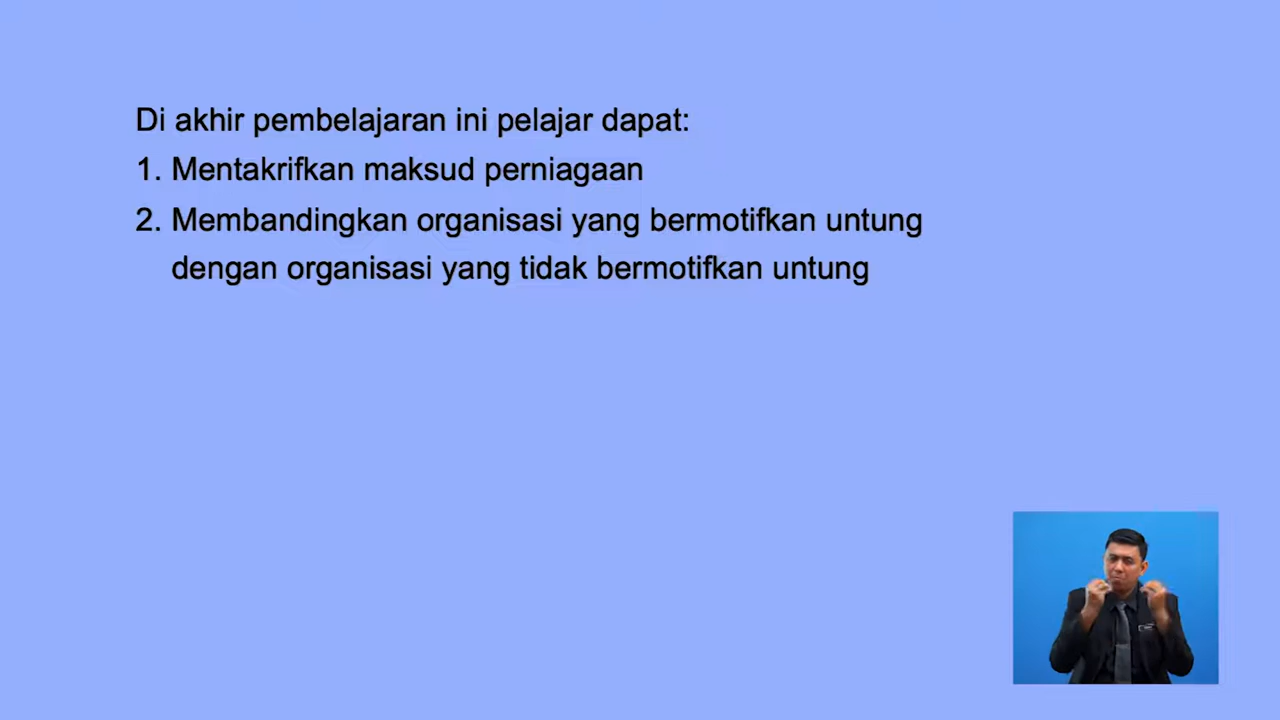 Di akhir pembelajaran ini pelajar dapat:
1. Mentakrifkan maksud perniagaan
2. Membandingkan organisasi yang bermotifkan untung
dengan organisasi yang tidak bermotifkan untung